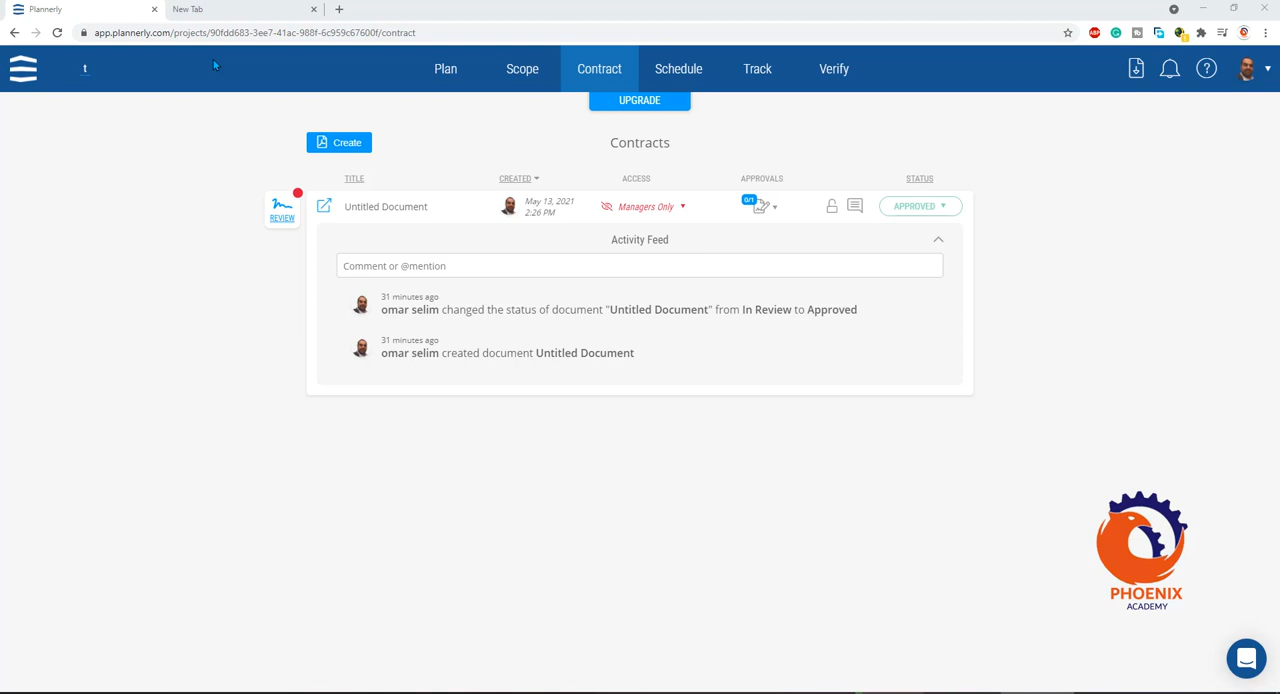 Plannerly
New Tab
app.plannerly.com/projects/90fdd683-3ee7-41ac-988f-6c959c67600f/contract
t
Plan
Scope
Contract
Schedule
Track
Verify
UPGRADE
Create
Contracts
TITLE
CREATED
ACCESS
APPROVALS
STATUS
REVIEW
Untitled Document
May 13, 2021
2:26 PM
Managers Only
0/1
APPROVED
Activity Feed
Comment or @mention
31 minutes ago
omar selim changed the status of document "Untitled Document" from In Review to Approved
31 minutes ago
omar selim created document Untitled Document
PHOENIX
ACADEMY